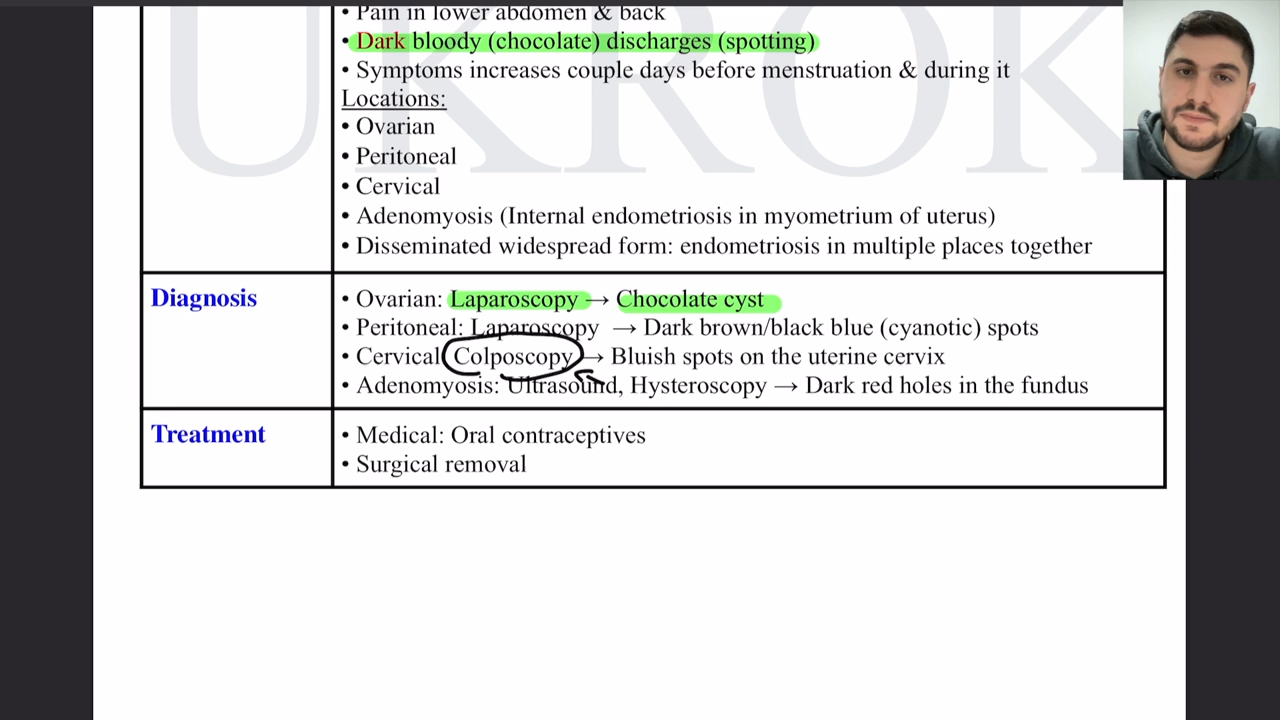 • Pain in lower abdomen & back
• Dark bloody (chocolate) discharges (spotting)
• Symptoms increases couple days before menstruation & during it
Locations:
• Ovarian
• Peritoneal
• Cervical
• Adenomyosis (Internal endometriosis in myometrium of uterus)
• Disseminated widespread form: endometriosis in multiple places together
Diagnosis
• Ovarian: Laparoscopy → Chocolate cyst
• Peritoneal: Laparoscopy → Dark brown/black blue (cyanotic) spots
• Cervical Colposcopy → Bluish spots on the uterine cervix
• Adenomyosis: Ultrasound, Hysteroscopy → Dark red holes in the fundus
Treatment
• Medical: Oral contraceptives
• Surgical removal
UKROK